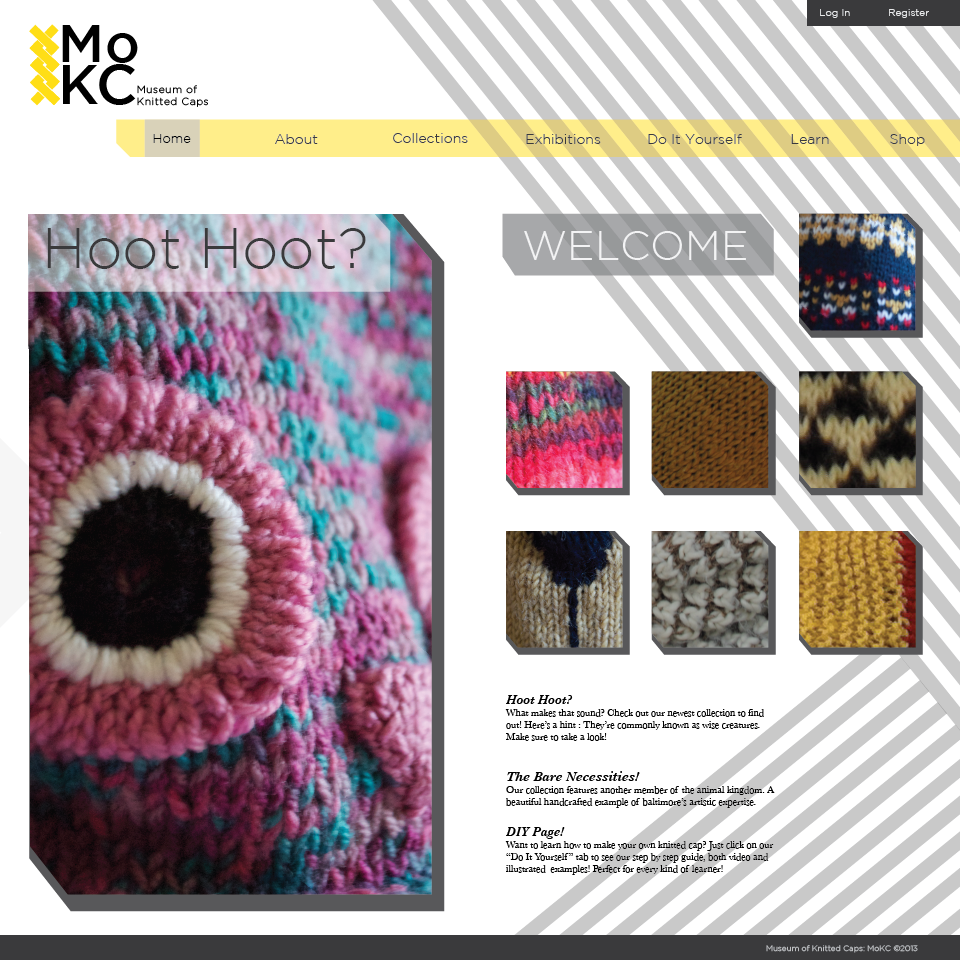 Log In Register
Mo
KC
Museum of
Knitted Caps
Home About Collections Exhibitions Do It Yourself Learn Shop
Hoot Hoot?
WELCOME
Hoot Hoot?
What makes that sound? Check out our newest collection to find
out! Here's a hint : They're commonly known as wise creatures.
Make sure to take a look!
The Bare Necessities!
Our collection features another member of the animal kingdom. A
beautiful handcrafted example of baltimore's artistic expertise.
DIY Page!
Want to learn how to make your own knitted cap? Just click on our
“Do It Yourself” tab to see our step by step guide, both video and
illustrated examples! Perfect for every kind of learner!
Museum of Knitted Caps: MoKC ©2013